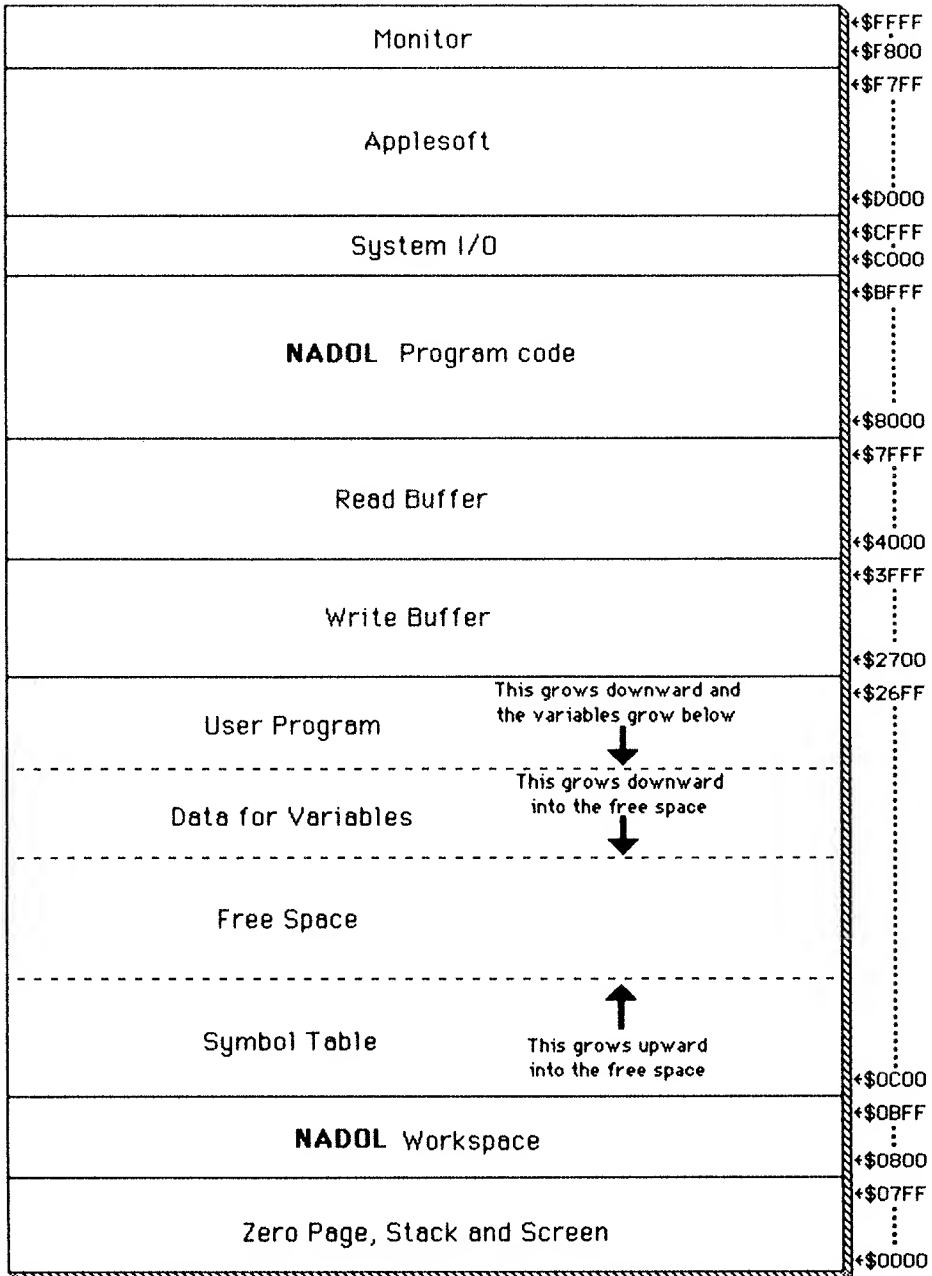 Monitor
←$FFFF
←$F800
Applesoft
←$F7FF
←$D000
System I/O
←$CFFF
←$C000
NADOL Program code
←$BFFF
←$8000
Read Buffer
←$7FFF
←$4000
Write Buffer
←$3FFF
←$2700
User Program
This grows downward and
the variables grow below
←$26FF
Data for Variables
This grows downward
into the free space
Free Space
Symbol Table
This grows upward
into the free space
←$0C00
NADOL Workspace
←$0BFF
←$0800
Zero Page, Stack and Screen
←$07FF
←$0000